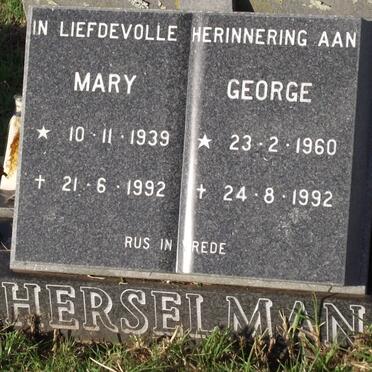 IN LIEFDEVOLLE HERINNERING AAN
MARY
★ 10·11·1939
✝ 21·6·1992
GEORGE
★ 23·2·1960
✝ 24·8·1992
RUS IN VREDE
HERSELMAN